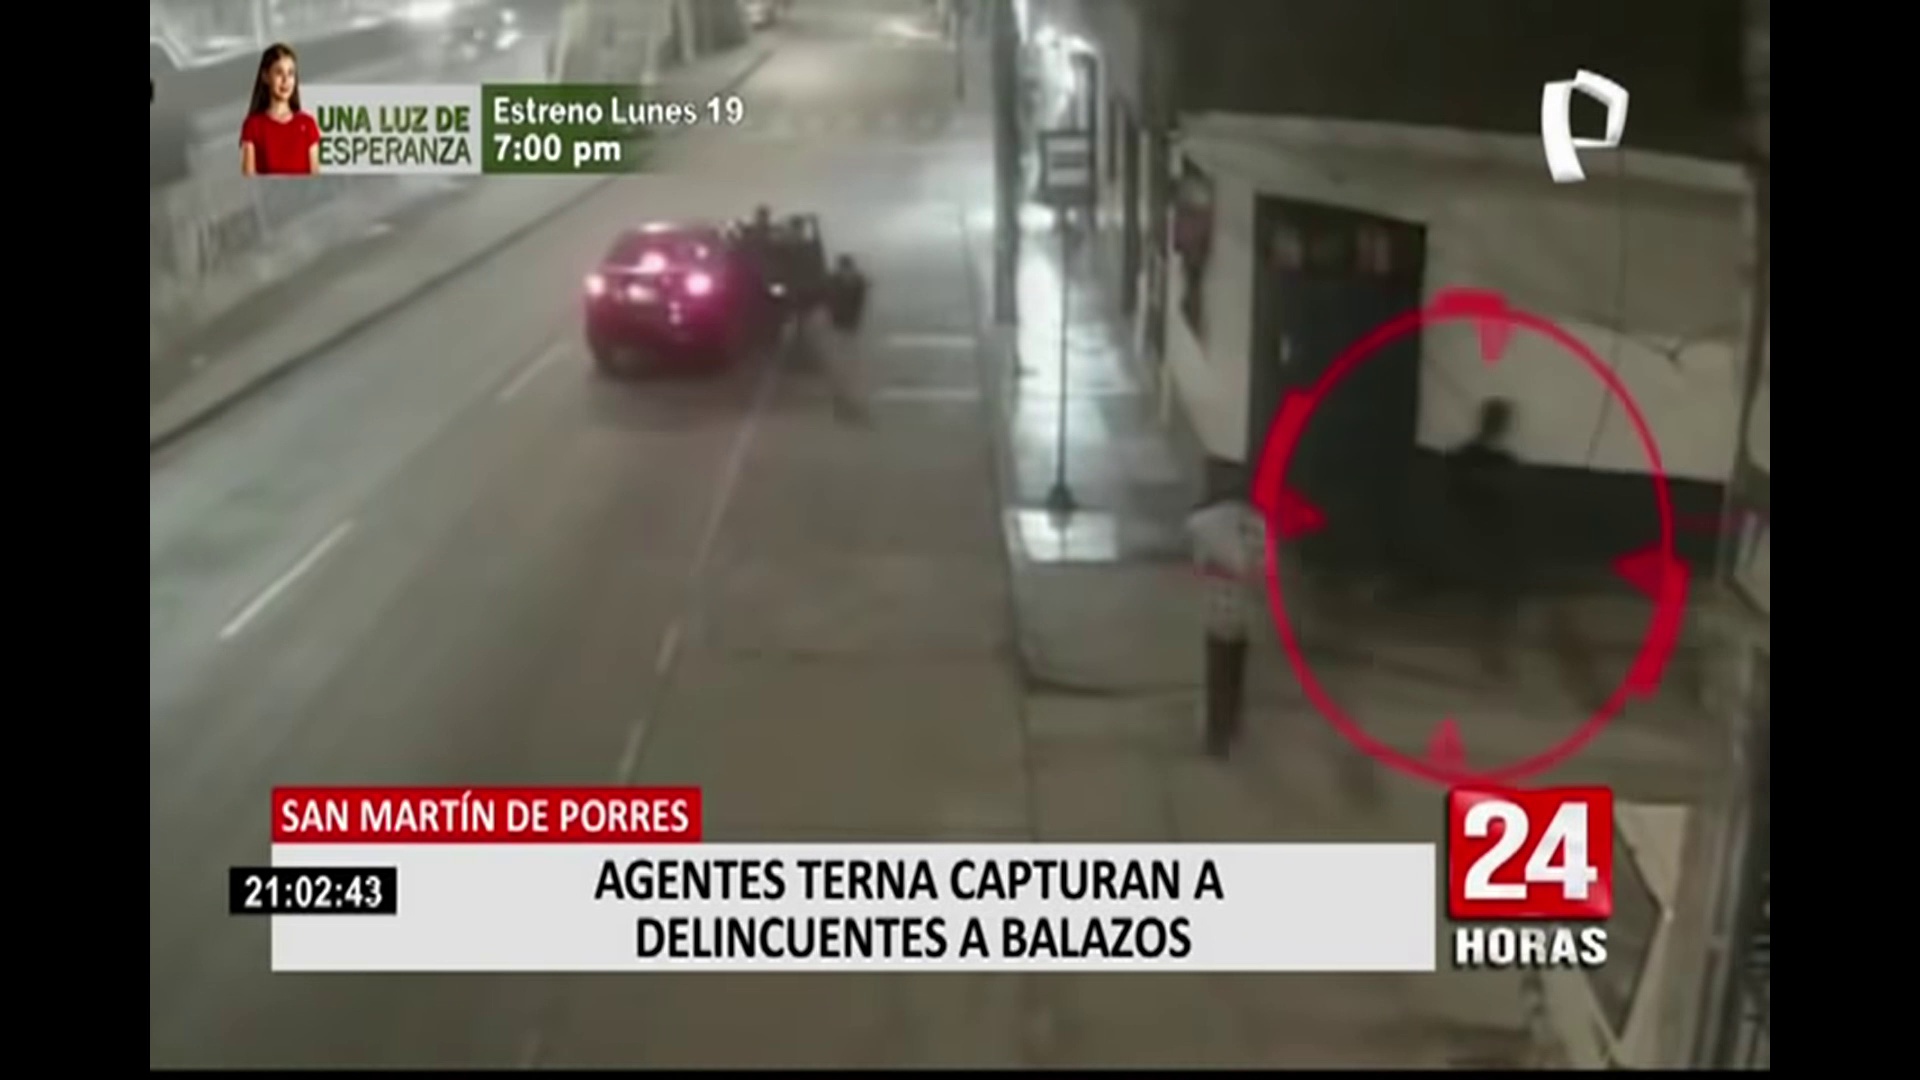 UNA LUZ DE
ESPERANZA
Estreno Lunes 19
7:00 pm
SAN MARTÍN DE PORRES
21:02:43
AGENTES TERNA CAPTURAN A
DELINCUENTES A BALAZOS
24
HORAS